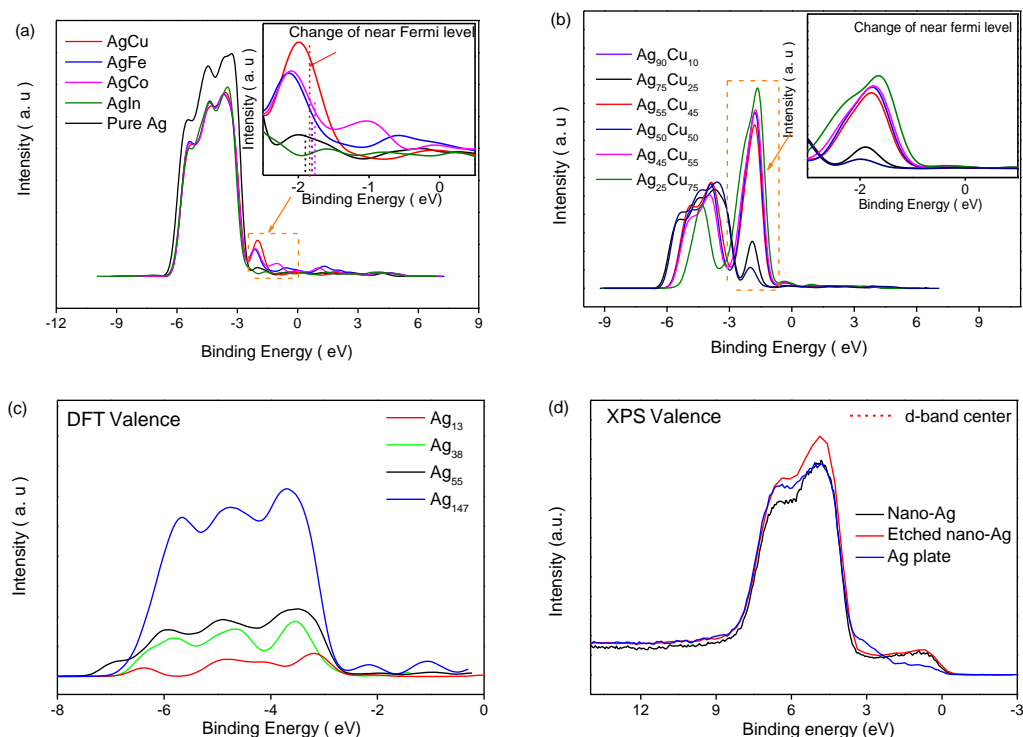 (a)
AgCu
AgFe
AgCo
AgIn
Pure Ag
Intensity (a. u)
-12 -9 -6 -3 0 3 6 9
Binding Energy ( eV)
Change of near Fermi level
Intensity (a. u)
-2 -1 0
Binding Energy ( eV)
(b)
Ag90Cu10
Ag75Cu25
Ag55Cu45
Ag50Cu50
Ag45Cu55
Ag25Cu75
Intensity (a. u)
-9 -6 -3 0 3 6 9
Binding Energy ( eV)
Change of near Fermi level
Intensity (a. u)
-2 0
Binding Energy ( eV)
(c)
DFT Valence
Ag13
Ag38
Ag55
Ag147
Intensity ( a. u)
-8 -6 -4 -2 0
Binding Energy ( eV)
(d)
XPS Valence
d-band center
Nano-Ag
Etched nano-Ag
Ag plate
Intensity (a.u.)
12 9 6 3 0 -3
Binding energy (eV)